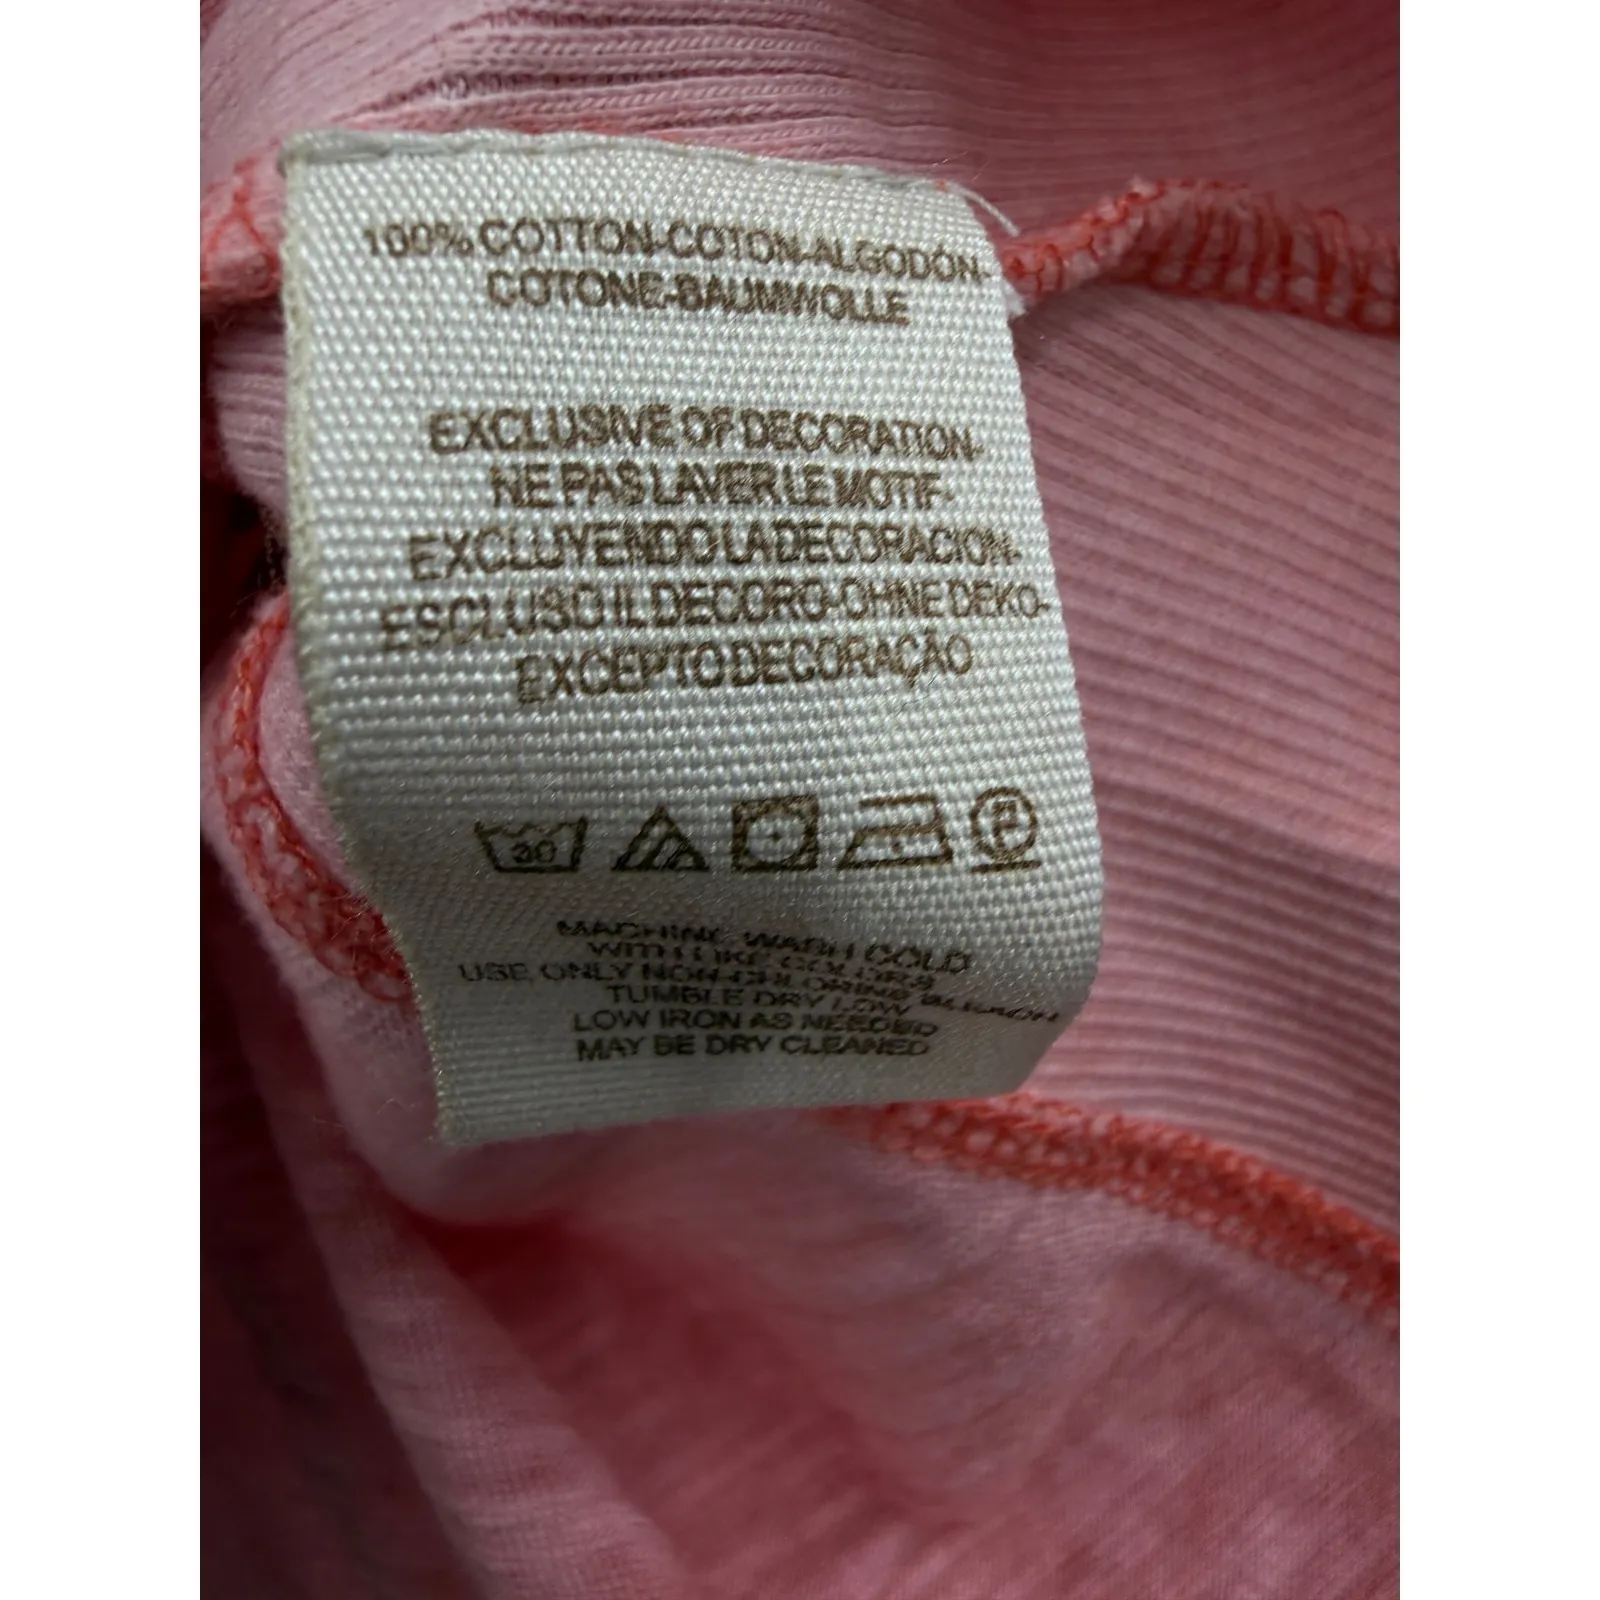 100% COTTON-COTON-ALGODÓN-
COTONE-BAUMWOLLE
EXCLUSIVE OF DECORATION-
NE PAS LAVER LE MOTIF-
EXCLUYENDO LA DECORACION-
ESCLUSO IL DECORO-OHNE DEKO-
EXCEPTO DECORAÇÃO
30
P
MACHINE WASH COLD
WITH LIKE COLORS
USE ONLY NON-CHLORINE BLEACH
TUMBLE DRY LOW
LOW IRON AS NEEDED
MAY BE DRY CLEANED